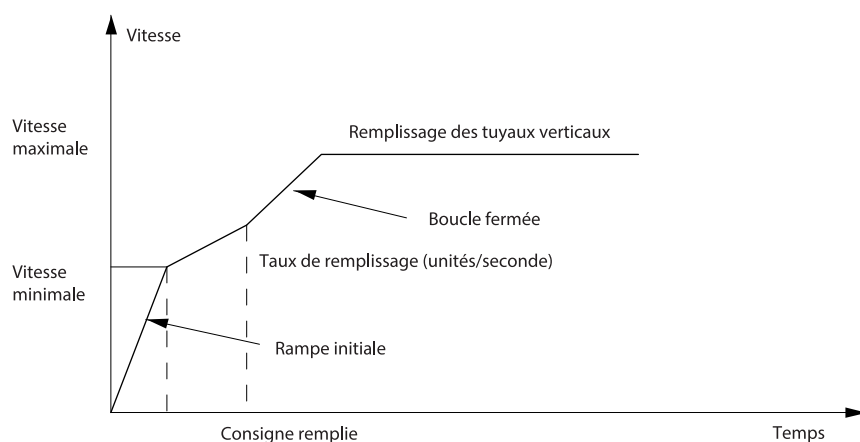 Vitesse
Vitesse
maximale
Remplissage des tuyaux verticaux
Boucle fermée
Taux de remplissage (unités/seconde)
Vitesse
minimale
Rampe initiale
Consigne remplie
Temps